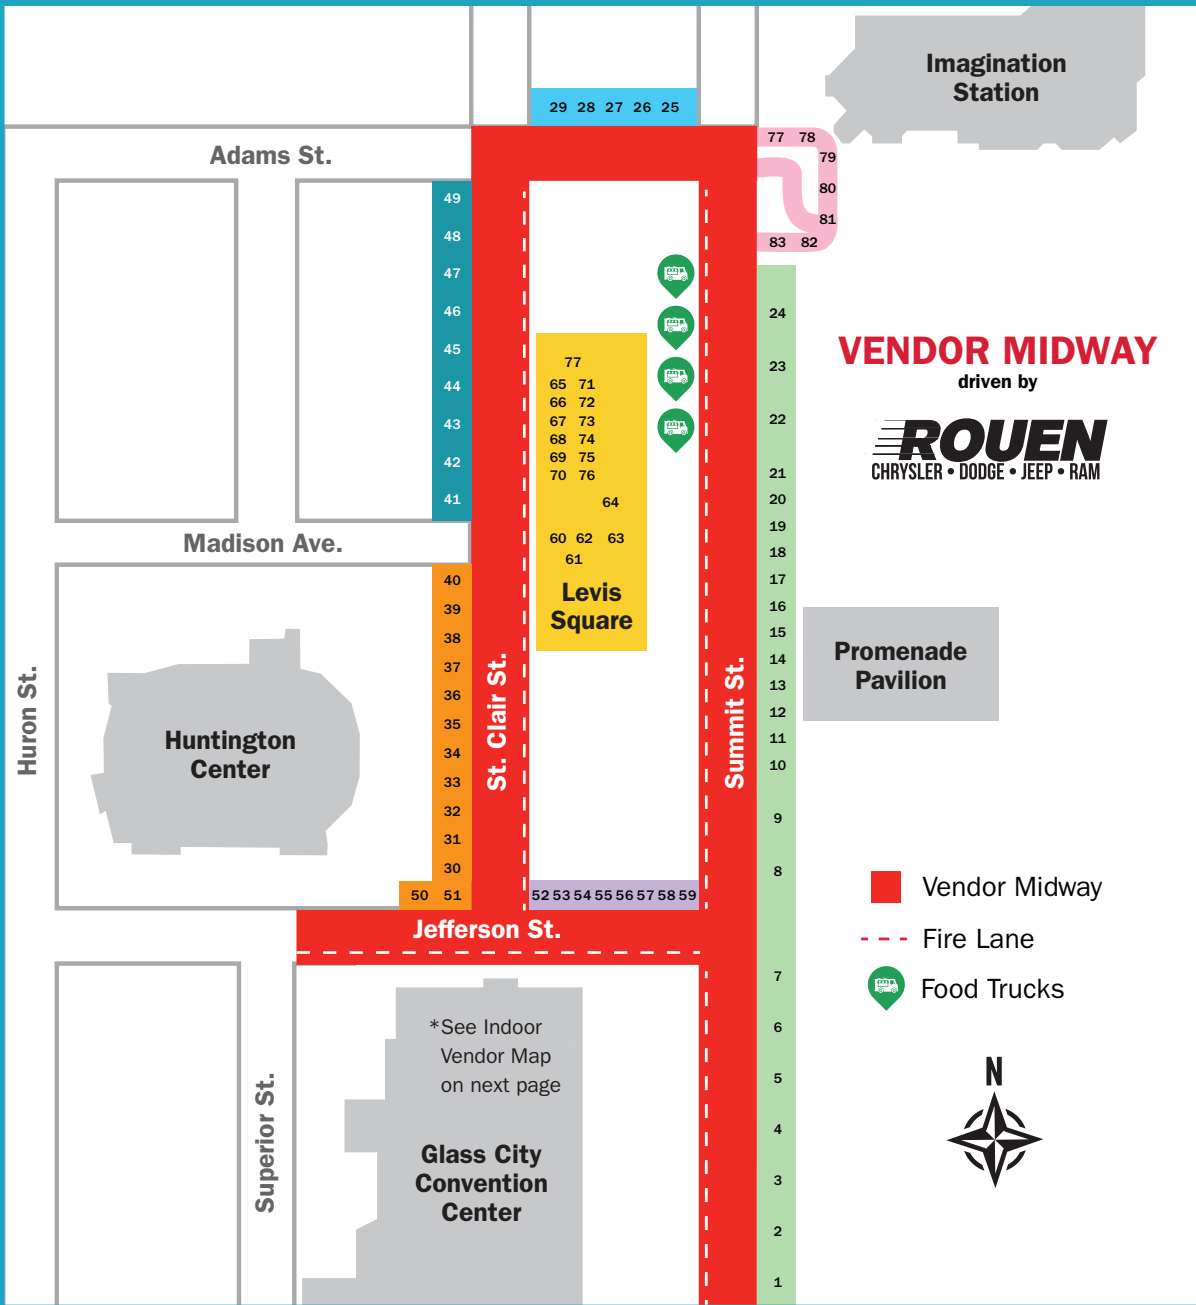 Imagination
Station
29 28 27 26 25
Adams St.
77 78
79
80
81
83 82
49
48
47
46
45
44
43
42
41
77
65 71
66 72
67 73
68 74
69 75
70 76
64
60 62 63
61
Levis
Square
24
23
22
21
20
19
18
17
16
15
14
13
12
11
10
9
8
7
6
5
4
3
2
1
VENDOR MIDWAY
driven by
ROUEN
CHRYSLER • DODGE • JEEP • RAM
Madison Ave.
40
39
38
37
36
35
34
33
32
31
30
50 51
Huron St.
Huntington
Center
St. Clair St.
Summit St.
Promenade
Pavilion
52 53 54 55 56 57 58 59
Jefferson St.
Vendor Midway
Fire Lane
Food Trucks
N
*See Indoor
Vendor Map
on next page
Superior St.
Glass City
Convention
Center